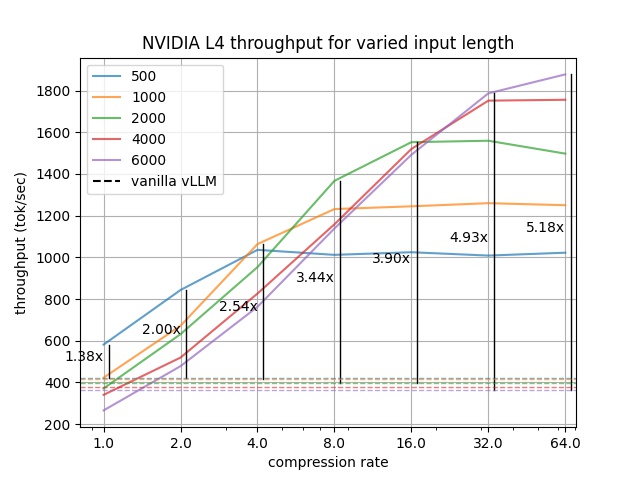 NVIDIA L4 throughput for varied input length
500
1000
2000
4000
6000
vanilla vLLM
throughput (tok/sec)
1800
1600
1400
1200
1000
800
600
400
200
1.38x
2.00x
2.54x
3.44x
3.90x
4.93x
5.18x
1.0 2.0 4.0 8.0 16.0 32.0 64.0
compression rate